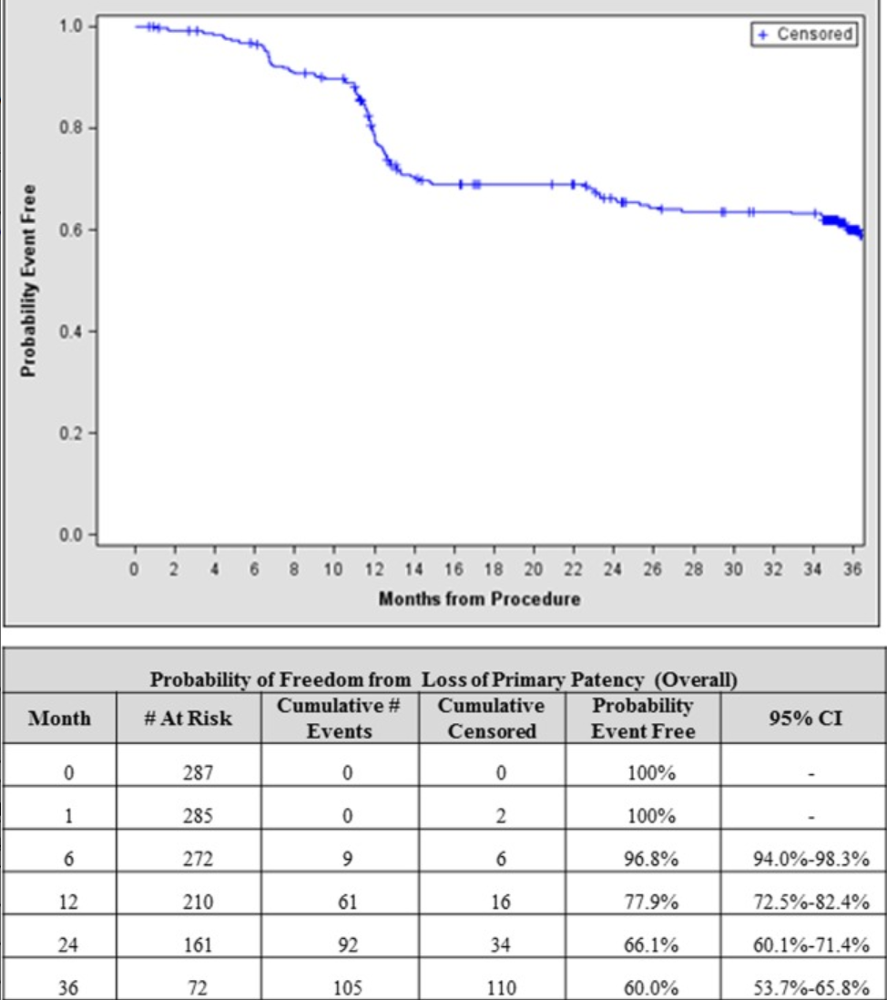 + Censored
1.0
0.8
0.6
0.4
0.2
0.0
Probability Event Free
0 2 4 6 8 10 12 14 16 18 20 22 24 26 28 30 32 34 36
Months from Procedure
Probability of Freedom from Loss of Primary Patency (Overall)
Month # At Risk Cumulative # Events Cumulative Censored Probability Event Free 95% CI
0 287 0 0 100% -
1 285 0 2 100% -
6 272 9 6 96.8% 94.0%-98.3%
12 210 61 16 77.9% 72.5%-82.4%
24 161 92 34 66.1% 60.1%-71.4%
36 72 105 110 60.0% 53.7%-65.8%